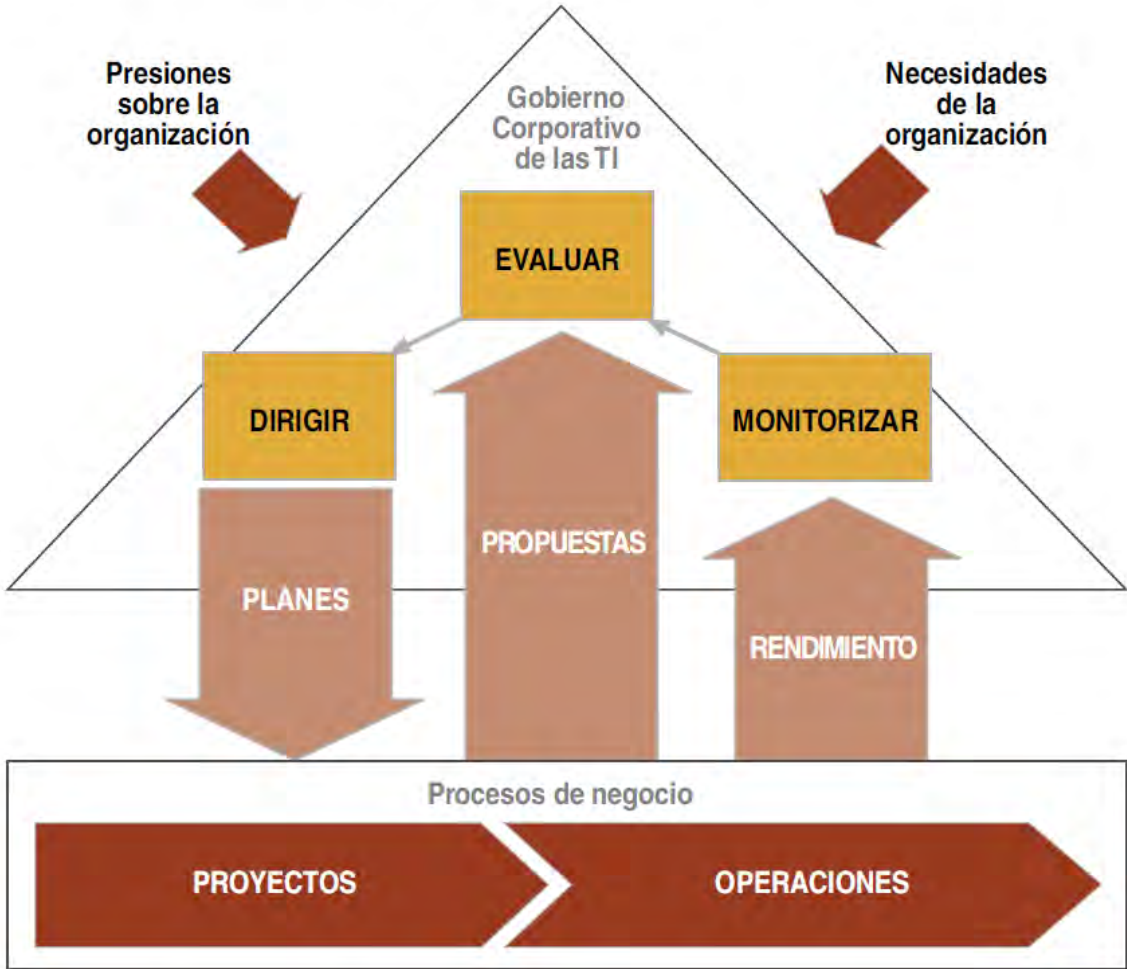 Presiones
sobre la
organización
Gobierno
Corporativo
de las TI
Necesidades
de la
organización
EVALUAR
DIRIGIR
MONITORIZAR
PROPUESTAS
PLANES
RENDIMIENTO
Procesos de negocio
PROYECTOS
OPERACIONES